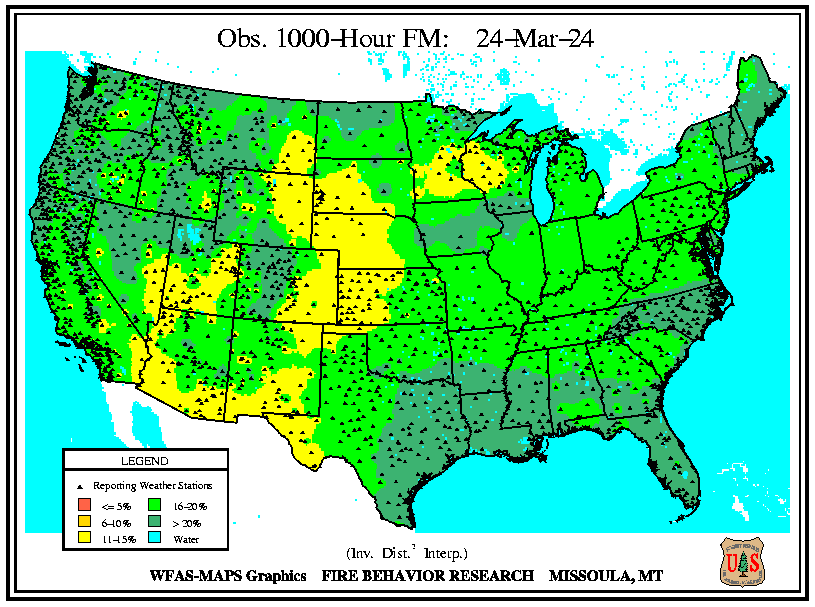 Obs. 1000-Hour FM: 24-Mar-24
LEGEND
Reporting Weather Stations
<= 5% 16-20%
6-10% > 20%
11-15% Water
(Inv. Dist.² Interp.)
WFAS-MAPS Graphics FIRE BEHAVIOR RESEARCH MISSOULA, MT
U S